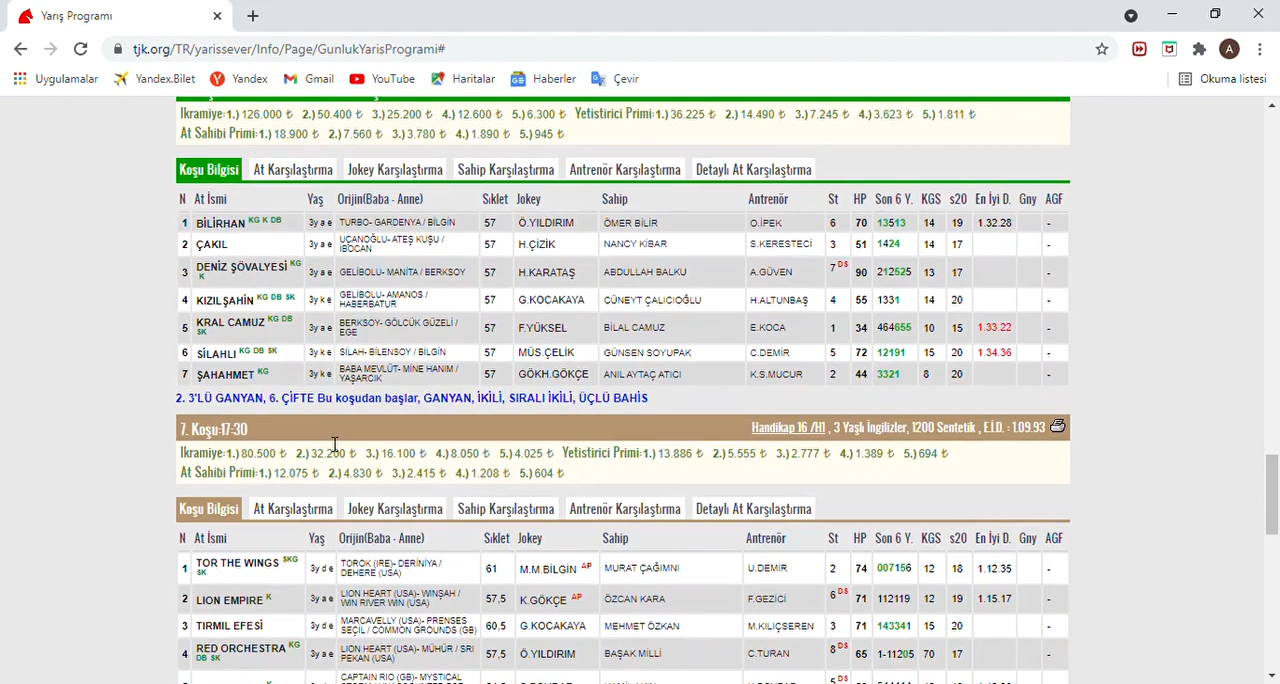 Yarış Programı
tjk.org/TR/yarissever/Info/Page/GunlukYarisProgrami#
A
Uygulamalar Yandex.Bilet Yandex Gmail YouTube Haritalar Haberler Çevir Okuma listesi
İkramiye:1.) 126.000 ₺ 2.) 50.400 ₺ 3.) 25.200 ₺ 4.) 12.600 ₺ 5.) 6.300 ₺ Yetistirici Primi:1.) 36.225 ₺ 2.) 14.490 ₺ 3.) 7.245 ₺ 4.) 3.623 ₺ 5.) 1.811 ₺
At Sahibi Primi:1.) 18.900 ₺ 2.) 7.560 ₺ 3.) 3.780 ₺ 4.) 1.890 ₺ 5.) 945 ₺
Koşu Bilgisi At Karşılaştırma Jokey Karşılaştırma Sahip Karşılaştırma Antrenör Karşılaştırma Detaylı At Karşılaştırma
N At İsmi Yaş Orijin(Baba - Anne) Sıklet Jokey Sahip Antrenör St HP Son 6 Y. KGS s20 En İyi D. Gny AGF
1 BİLİRHAN KG K DB 3y a e TURBO- GARDENYA / BİLGİN 57 Ö.YILDIRIM ÖMER BİLİR O.İPEK 6 70 13513 14 19 1.32.28 -
2 ÇAKIL 3y a e UÇANOĞLU- ATEŞ KUŞU / İBOCAN 57 H.ÇİZİK NANCY KİBAR S.KERESTECİ 3 51 1424 14 17 -
3 DENİZ ŞÖVALYESİ KG K 3y a e GELİBOLU- MANİTA / BERKSOY 57 H.KARATAŞ ABDULLAH BALKU A.GÜVEN 7 DS 90 212525 13 17 -
4 KIZILŞAHİN KG DB SK 3y k e GELİBOLU- AMANOS / HABERBATUR 57 G.KOCAKAYA CÜNEYT ÇALICIOĞLU H.ALTUNBAŞ 4 55 1331 14 20 -
5 KRAL CAMUZ KG DB SK 3y a e BERKSOY- GÖLCÜK GÜZELİ / EGE 57 F.YÜKSEL BİLAL CAMUZ E.KOCA 1 34 464655 10 15 1.33.22 -
6 SİLAHLI KG DB SK 3y k e SİLAH- BİLENSOY / BİLGİN 57 MÜS.ÇELİK GÜNSEN SOYUPAK C.DEMİR 5 72 12191 15 20 1.34.36 -
7 ŞAHAHMET KG 3y k e BABA MEVLÜT- MİNE HANIM / YAŞARCIK 57 GÖKH.GÖKÇE ANIL AYTAÇ ATICI K.S.MUCUR 2 44 3321 8 20 -
2. 3'LÜ GANYAN, 6. ÇİFTE Bu koşudan başlar, GANYAN, İKİLİ, SIRALI İKİLİ, ÜÇLÜ BAHİS
7. Koşu:17:30 Handikap 16 /H1 , 3 Yaşlı İngilizler, 1200 Sentetik , E.İ.D. : 1.09.93
İkramiye:1.) 80.500 ₺ 2.) 32.200 ₺ 3.) 16.100 ₺ 4.) 8.050 ₺ 5.) 4.025 ₺ Yetistirici Primi:1.) 13.886 ₺ 2.) 5.555 ₺ 3.) 2.777 ₺ 4.) 1.389 ₺ 5.) 694 ₺
At Sahibi Primi:1.) 12.075 ₺ 2.) 4.830 ₺ 3.) 2.415 ₺ 4.) 1.208 ₺ 5.) 604 ₺
Koşu Bilgisi At Karşılaştırma Jokey Karşılaştırma Sahip Karşılaştırma Antrenör Karşılaştırma Detaylı At Karşılaştırma
N At İsmi Yaş Orijin(Baba - Anne) Sıklet Jokey Sahip Antrenör St HP Son 6 Y. KGS s20 En İyi D. Gny AGF
1 TOR THE WINGS SKG SK 3y d e TOROK (IRE)- DERİNİYA / DEHERE (USA) 61 M.M.BİLGİN AP MURAT ÇAĞIMNI U.DEMİR 2 74 007156 12 18 1.12.35 -
2 LION EMPIRE K 3y a e LION HEART (USA)- WINŞAH / WIN RIVER WIN (USA) 57,5 K.GÖKÇE AP ÖZCAN KARA F.GEZİCİ 6 DS 71 112119 12 19 1.15.17 -
3 TIRMIL EFESİ 3y d e MARCAVELLY (USA)- PRENSES SEÇİL / COMMON GROUNDS (GB) 60,5 G.KOCAKAYA MEHMET ÖZKAN M.KILIÇSEREN 3 71 143341 15 20 -
4 RED ORCHESTRA KG DB SK 3y a e LION HEART (USA)- MÜHÜR / SRI PEKAN (USA) 57,5 Ö.YILDIRIM BAŞAK MİLLİ C.TURAN 8 DS 65 1-11205 70 17 -
CAPTAIN RIO (GB)- MYSTICAL DS